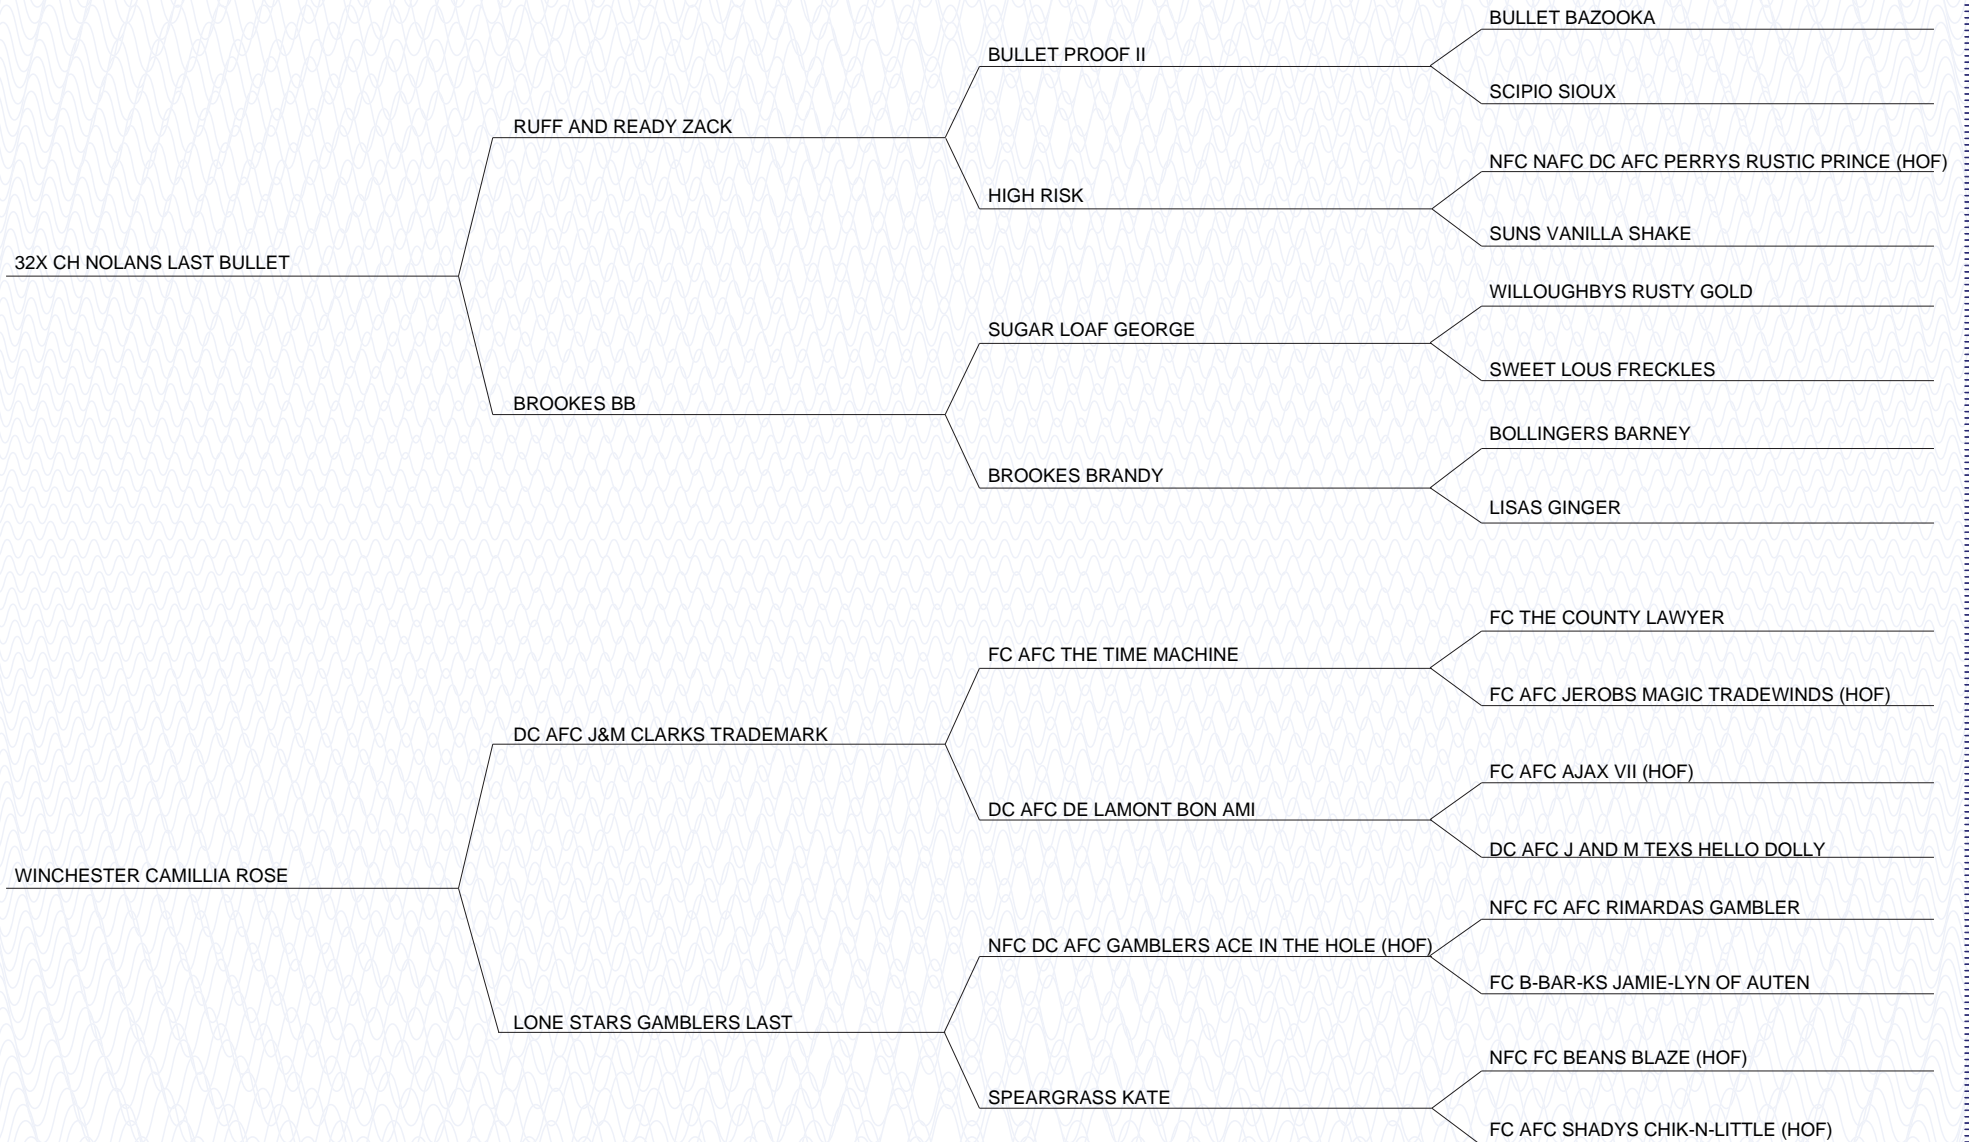 BULLET BAZOOKA
BULLET PROOF II
SCIPIO SIOUX
RUFF AND READY ZACK
NFC NAFC DC AFC PERRYS RUSTIC PRINCE (HOF)
HIGH RISK
SUNS VANILLA SHAKE
32X CH NOLANS LAST BULLET
WILLOUGHBYS RUSTY GOLD
SUGAR LOAF GEORGE
SWEET LOUS FRECKLES
BROOKES BB
BOLLINGERS BARNEY
BROOKES BRANDY
LISAS GINGER
FC THE COUNTY LAWYER
FC AFC THE TIME MACHINE
FC AFC JEROBS MAGIC TRADEWINDS (HOF)
DC AFC J&M CLARKS TRADEMARK
FC AFC AJAX VII (HOF)
DC AFC DE LAMONT BON AMI
DC AFC J AND M TEXS HELLO DOLLY
WINCHESTER CAMILLIA ROSE
NFC FC AFC RIMARDAS GAMBLER
NFC DC AFC GAMBLERS ACE IN THE HOLE (HOF)
FC B-BAR-KS JAMIE-LYN OF AUTEN
LONE STARS GAMBLERS LAST
NFC FC BEANS BLAZE (HOF)
SPEARGRASS KATE
FC AFC SHADYS CHIK-N-LITTLE (HOF)